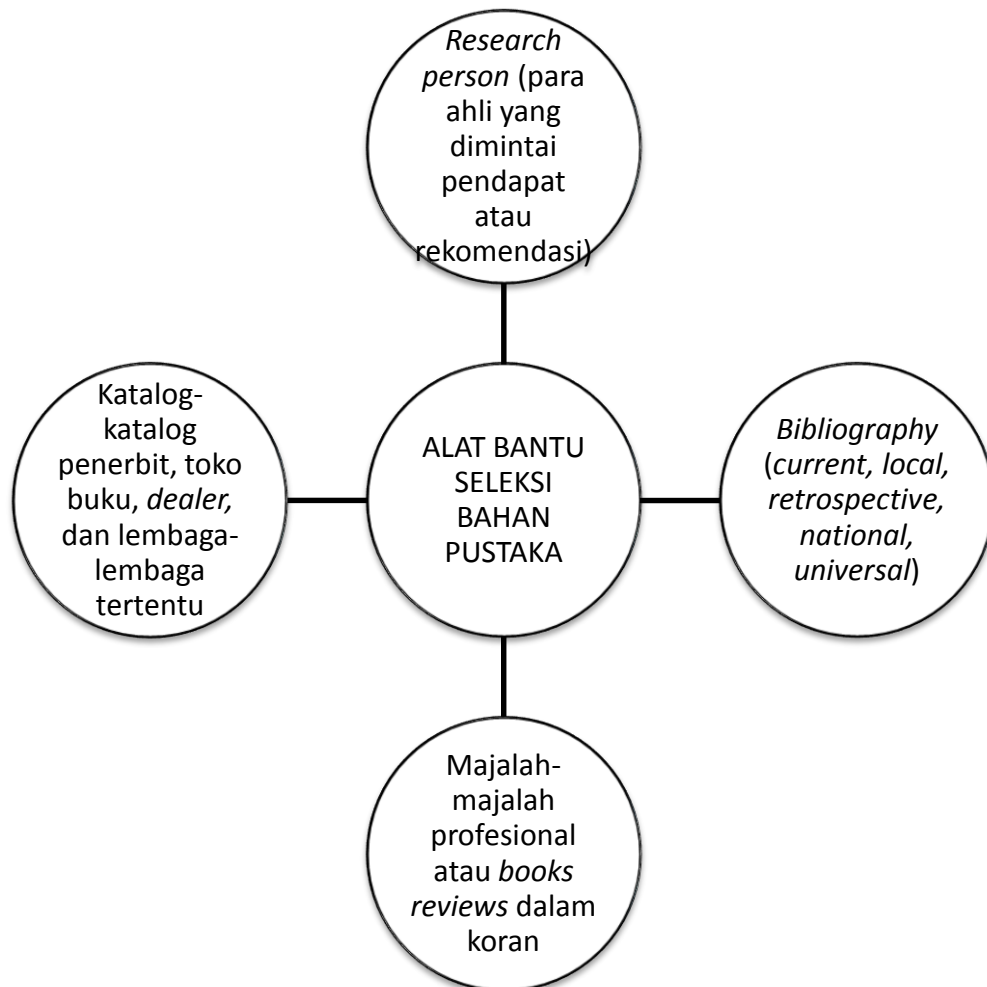 Research
person (para
ahli yang
dimintai
pendapat
atau
rekomendasi)
Katalog-
katalog
penerbit, toko
buku, dealer,
dan lembaga-
lembaga
tertentu
ALAT BANTU
SELEKSI
BAHAN
PUSTAKA
Bibliography
(current, local,
retrospective,
national,
universal)
Majalah-
majalah
profesional
atau books
reviews dalam
koran